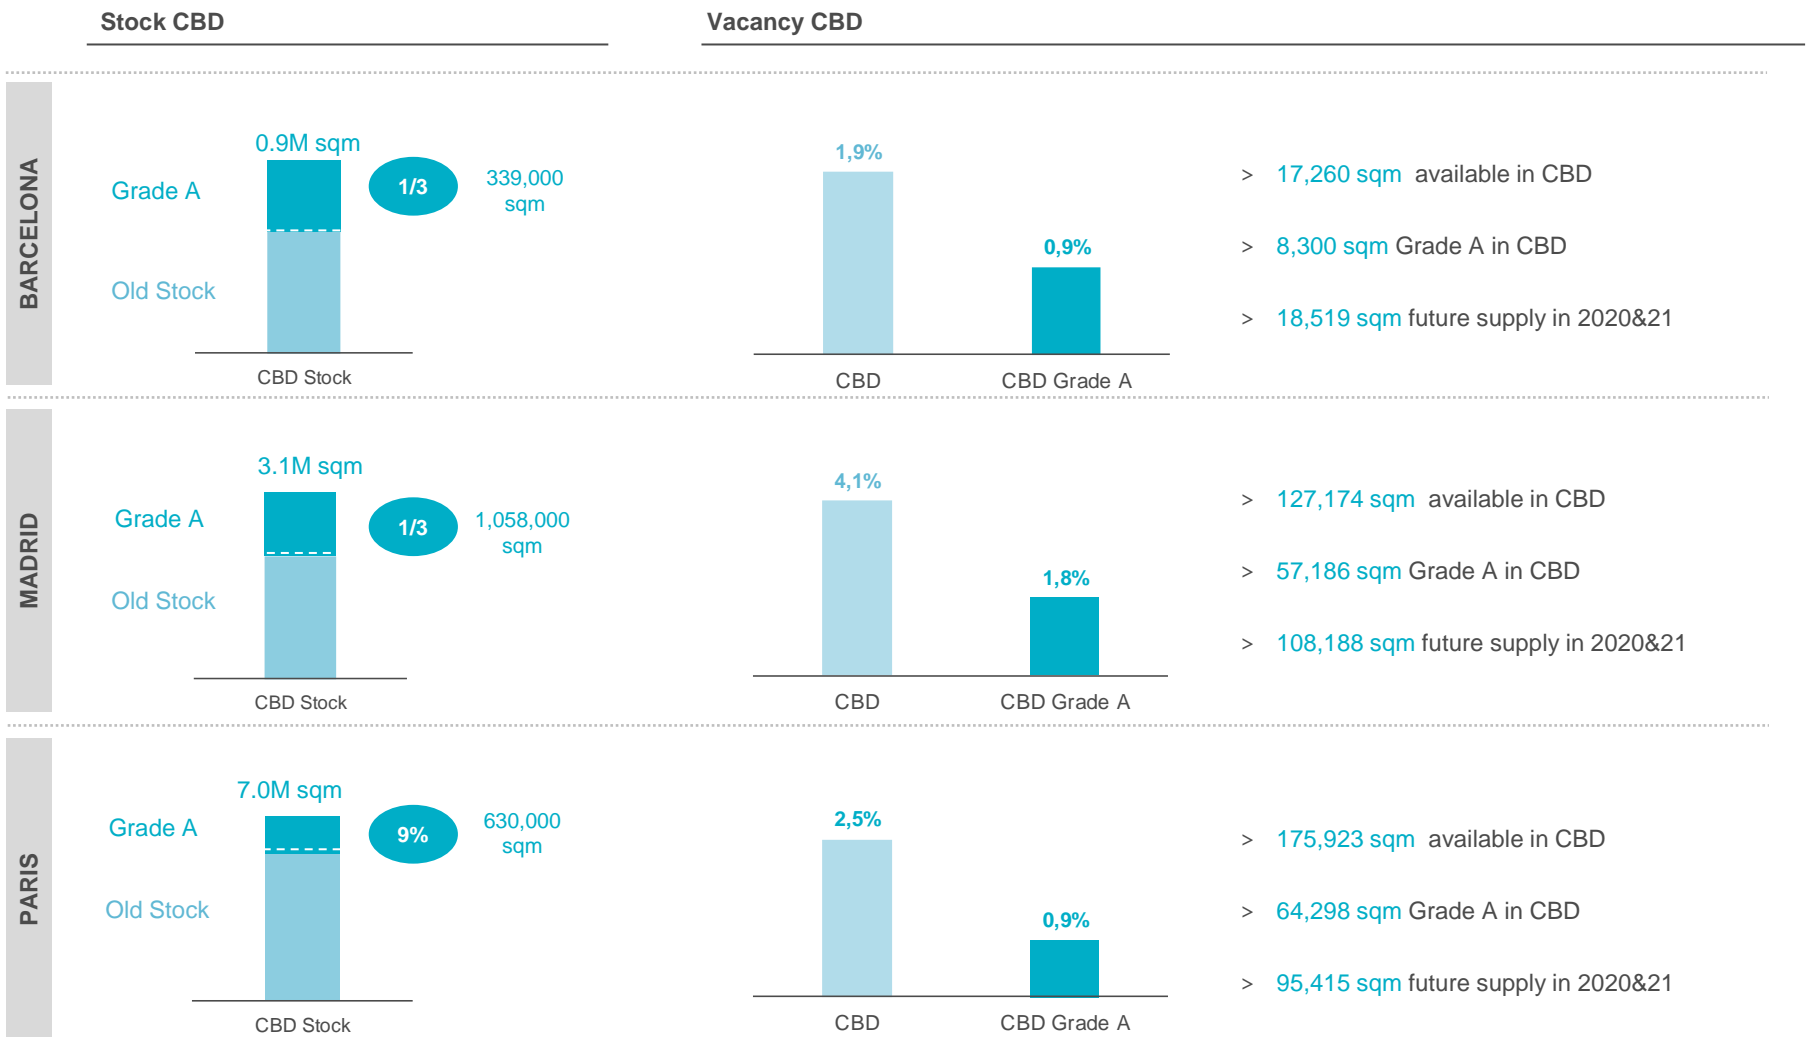 Stock CBD
Vacancy CBD
BARCELONA
0.9M sqm
Grade A
1/3
339,000
sqm
Old Stock
CBD Stock
1,9%
0,9%
CBD
CBD Grade A
> 17,260 sqm available in CBD
> 8,300 sqm Grade A in CBD
> 18,519 sqm future supply in 2020&21
MADRID
3.1M sqm
Grade A
1/3
1,058,000
sqm
Old Stock
CBD Stock
4,1%
1,8%
CBD
CBD Grade A
> 127,174 sqm available in CBD
> 57,186 sqm Grade A in CBD
> 108,188 sqm future supply in 2020&21
PARIS
7.0M sqm
Grade A
9%
630,000
sqm
Old Stock
CBD Stock
2,5%
0,9%
CBD
CBD Grade A
> 175,923 sqm available in CBD
> 64,298 sqm Grade A in CBD
> 95,415 sqm future supply in 2020&21